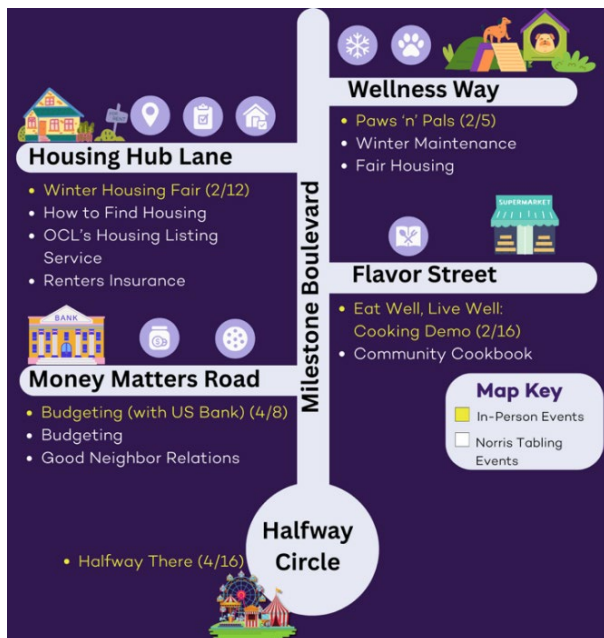 Wellness Way
• Paws ‘n’ Pals (2/5)
• Winter Maintenance
• Fair Housing
Housing Hub Lane
• Winter Housing Fair (2/12)
• How to Find Housing
• OCL’s Housing Listing
Service
• Renters Insurance
Milestone Boulevard
SUPERMARKET
Flavor Street
• Eat Well, Live Well:
Cooking Demo (2/16)
• Community Cookbook
BANK
Money Matters Road
• Budgeting (with US Bank) (4/8)
• Budgeting
• Good Neighbor Relations
Map Key
In-Person Events
Norris Tabling
Events
Halfway
Circle
• Halfway There (4/16)